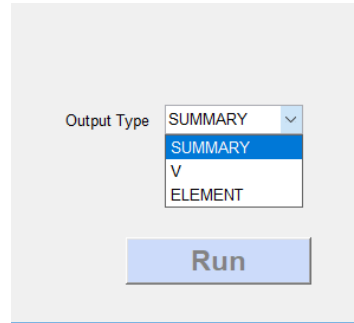 Output Type SUMMARY
SUMMARY
V
ELEMENT
Run